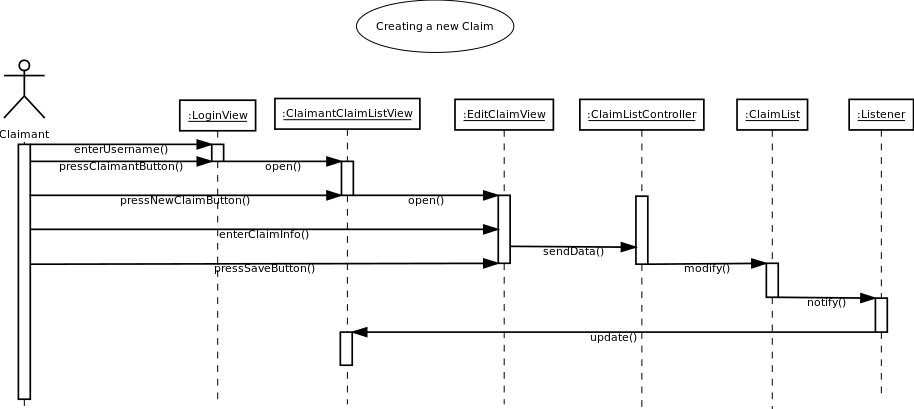 Creating a new Claim
:LoginView
:ClaimantClaimListView
:EditClaimView
:ClaimListController
:ClaimList
:Listener
Claimant
enterUsername()
pressClaimantButton()
open()
pressNewClaimButton()
open()
enterClaimInfo()
sendData()
pressSaveButton()
modify()
notify()
update()